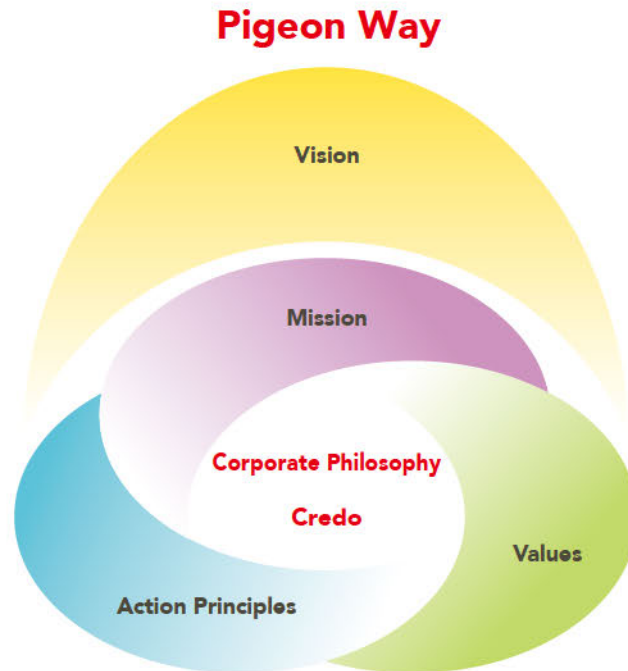 Pigeon Way
Vision
Mission
Corporate Philosophy
Credo
Values
Action Principles